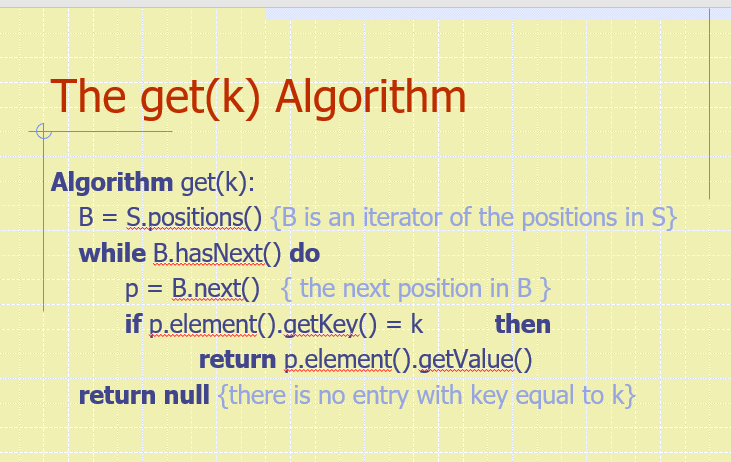 The get(k) Algorithm
Algorithm get(k):
B = S.positions() {B is an iterator of the positions in S}
while B.hasNext() do
p = B.next() { the next position in B }
if p.element().getKey() = k then
return p.element().getValue()
return null {there is no entry with key equal to k}